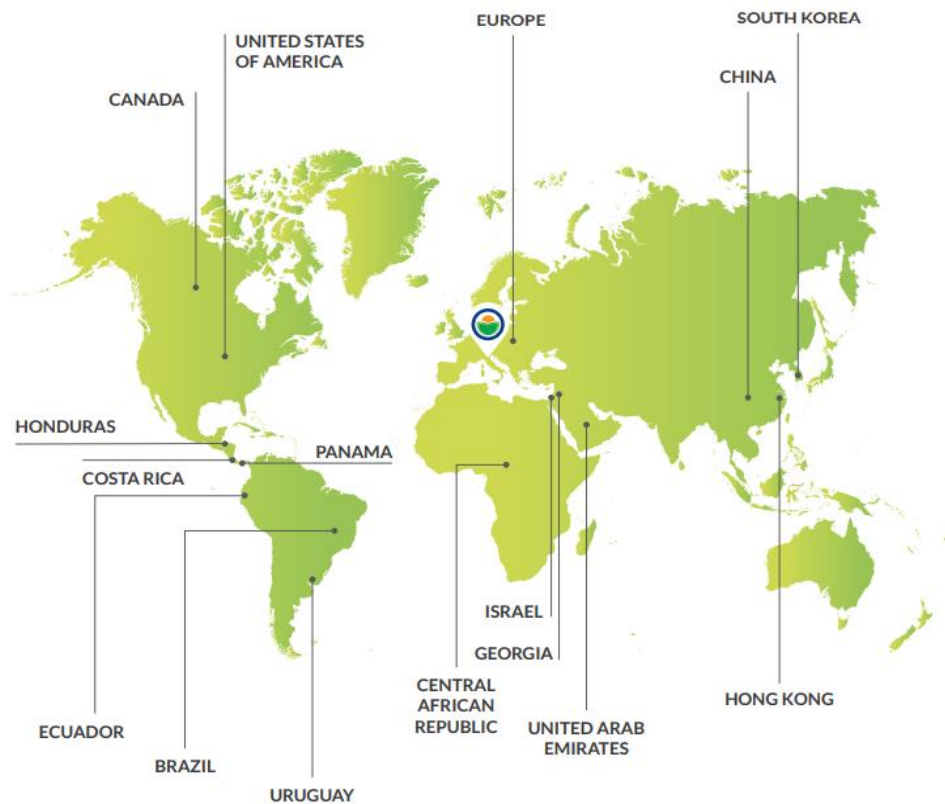 EUROPE
SOUTH KOREA
UNITED STATES
OF AMERICA
CHINA
CANADA
HONDURAS
PANAMA
COSTA RICA
ISRAEL
GEORGIA
CENTRAL
AFRICAN
REPUBLIC
HONG KONG
ECUADOR
UNITED ARAB
EMIRATES
BRAZIL
URUGUAY